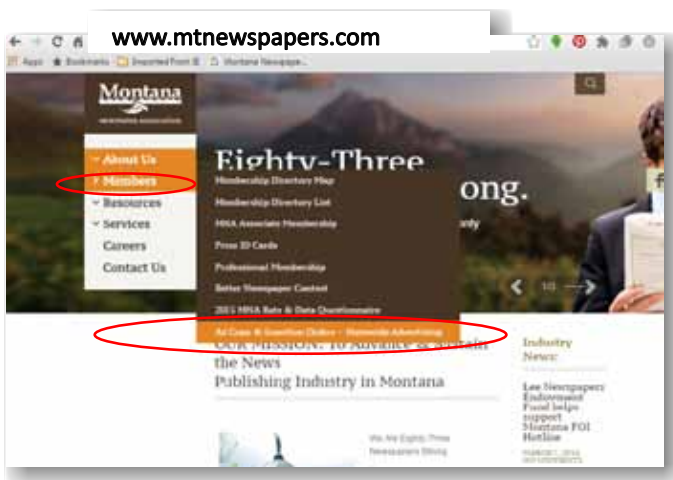 www.mtnewspapers.com
Apps Bookmarks Imported From IE Montana Newspape...
Montana
NEWSPAPER ASSOCIATION
About Us
Members
Resources
Services
Careers
Contact Us
Eighty-Three
ong.
only
Membership Directory Map
Membership Directory List
MNA Associate Membership
Press ID Cards
Professional Membership
Better Newspaper Contest
2015 MNA Rate & Data Questionnaire
Ad Copy & Insertion Orders - Statewide Advertising
1/3
f
OUR MISSION: To Advance & Sustain
the News
Publishing Industry in Montana
We Are Eighty-Three
Newspapers Strong
Industry
News:
Lee Newspapers
Endowment
Fund helps
support
Montana FOI
Hotline